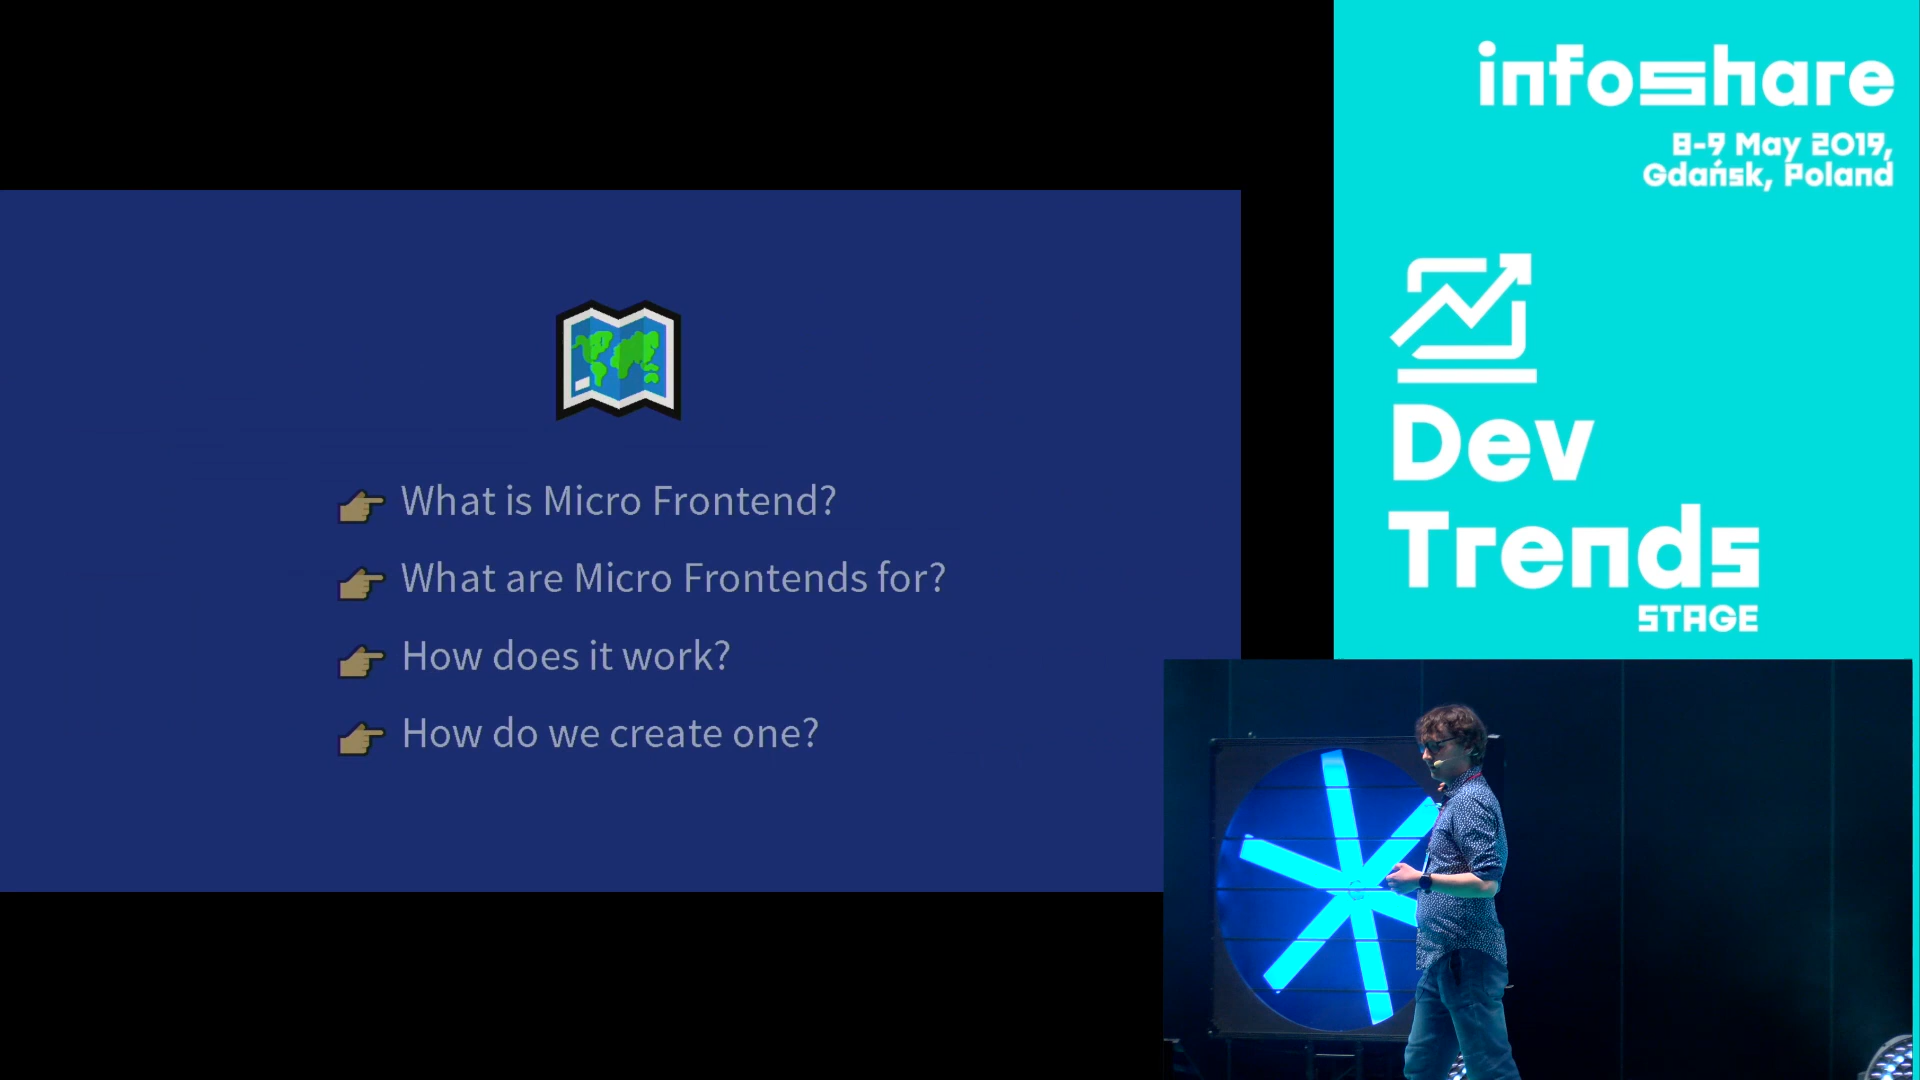 What is Micro Frontend?
What are Micro Frontends for?
How does it work?
How do we create one?
infoshare
8-9 May 2019,
Gdańsk, Poland
Dev
Trends
STAGE